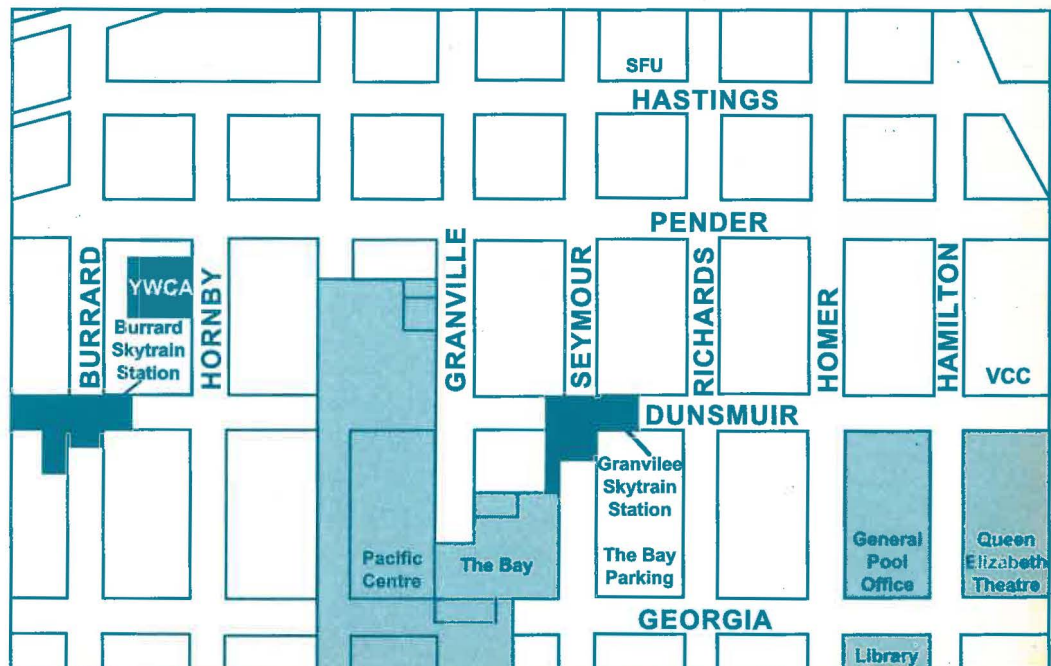 SFU
HASTINGS
PENDER
BURRARD
YWCA
HORNBY
GRANVILLE
SEYMOUR
RICHARDS
HOMER
HAMILTON
Burrard
Skytrain
Station
VCC
DUNSMUIR
Granvilee
Skytrain
Station
Pacific
Centre
The Bay
The Bay
Parking
General
Pool
Office
Queen
Elizabeth
Theatre
GEORGIA
Library